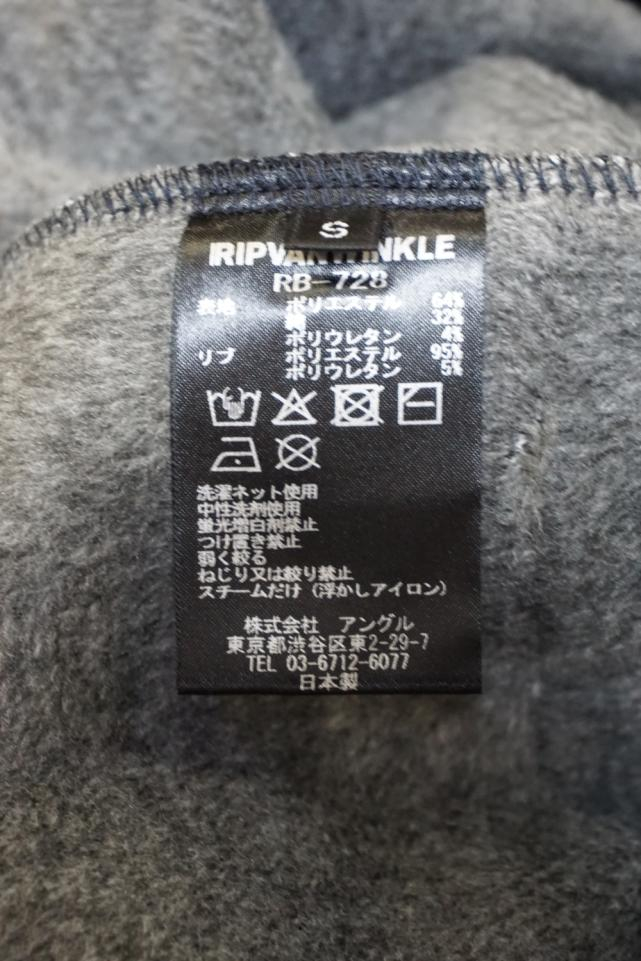 S
RIPVANWINKLE
RB-728
表地 ポリエステル 64%
綿 32%
ポリウレタン 4%
リブ ポリエステル 95%
ポリウレタン 5%
洗濯ネット使用
中性洗剤使用
蛍光増白剤禁止
つけ置き禁止
弱く絞る
ねじり又は絞り禁止
スチームだけ（浮かしアイロン）
株式会社 アングル
東京都渋谷区東2-29-7
TEL 03-6712-6077
日本製